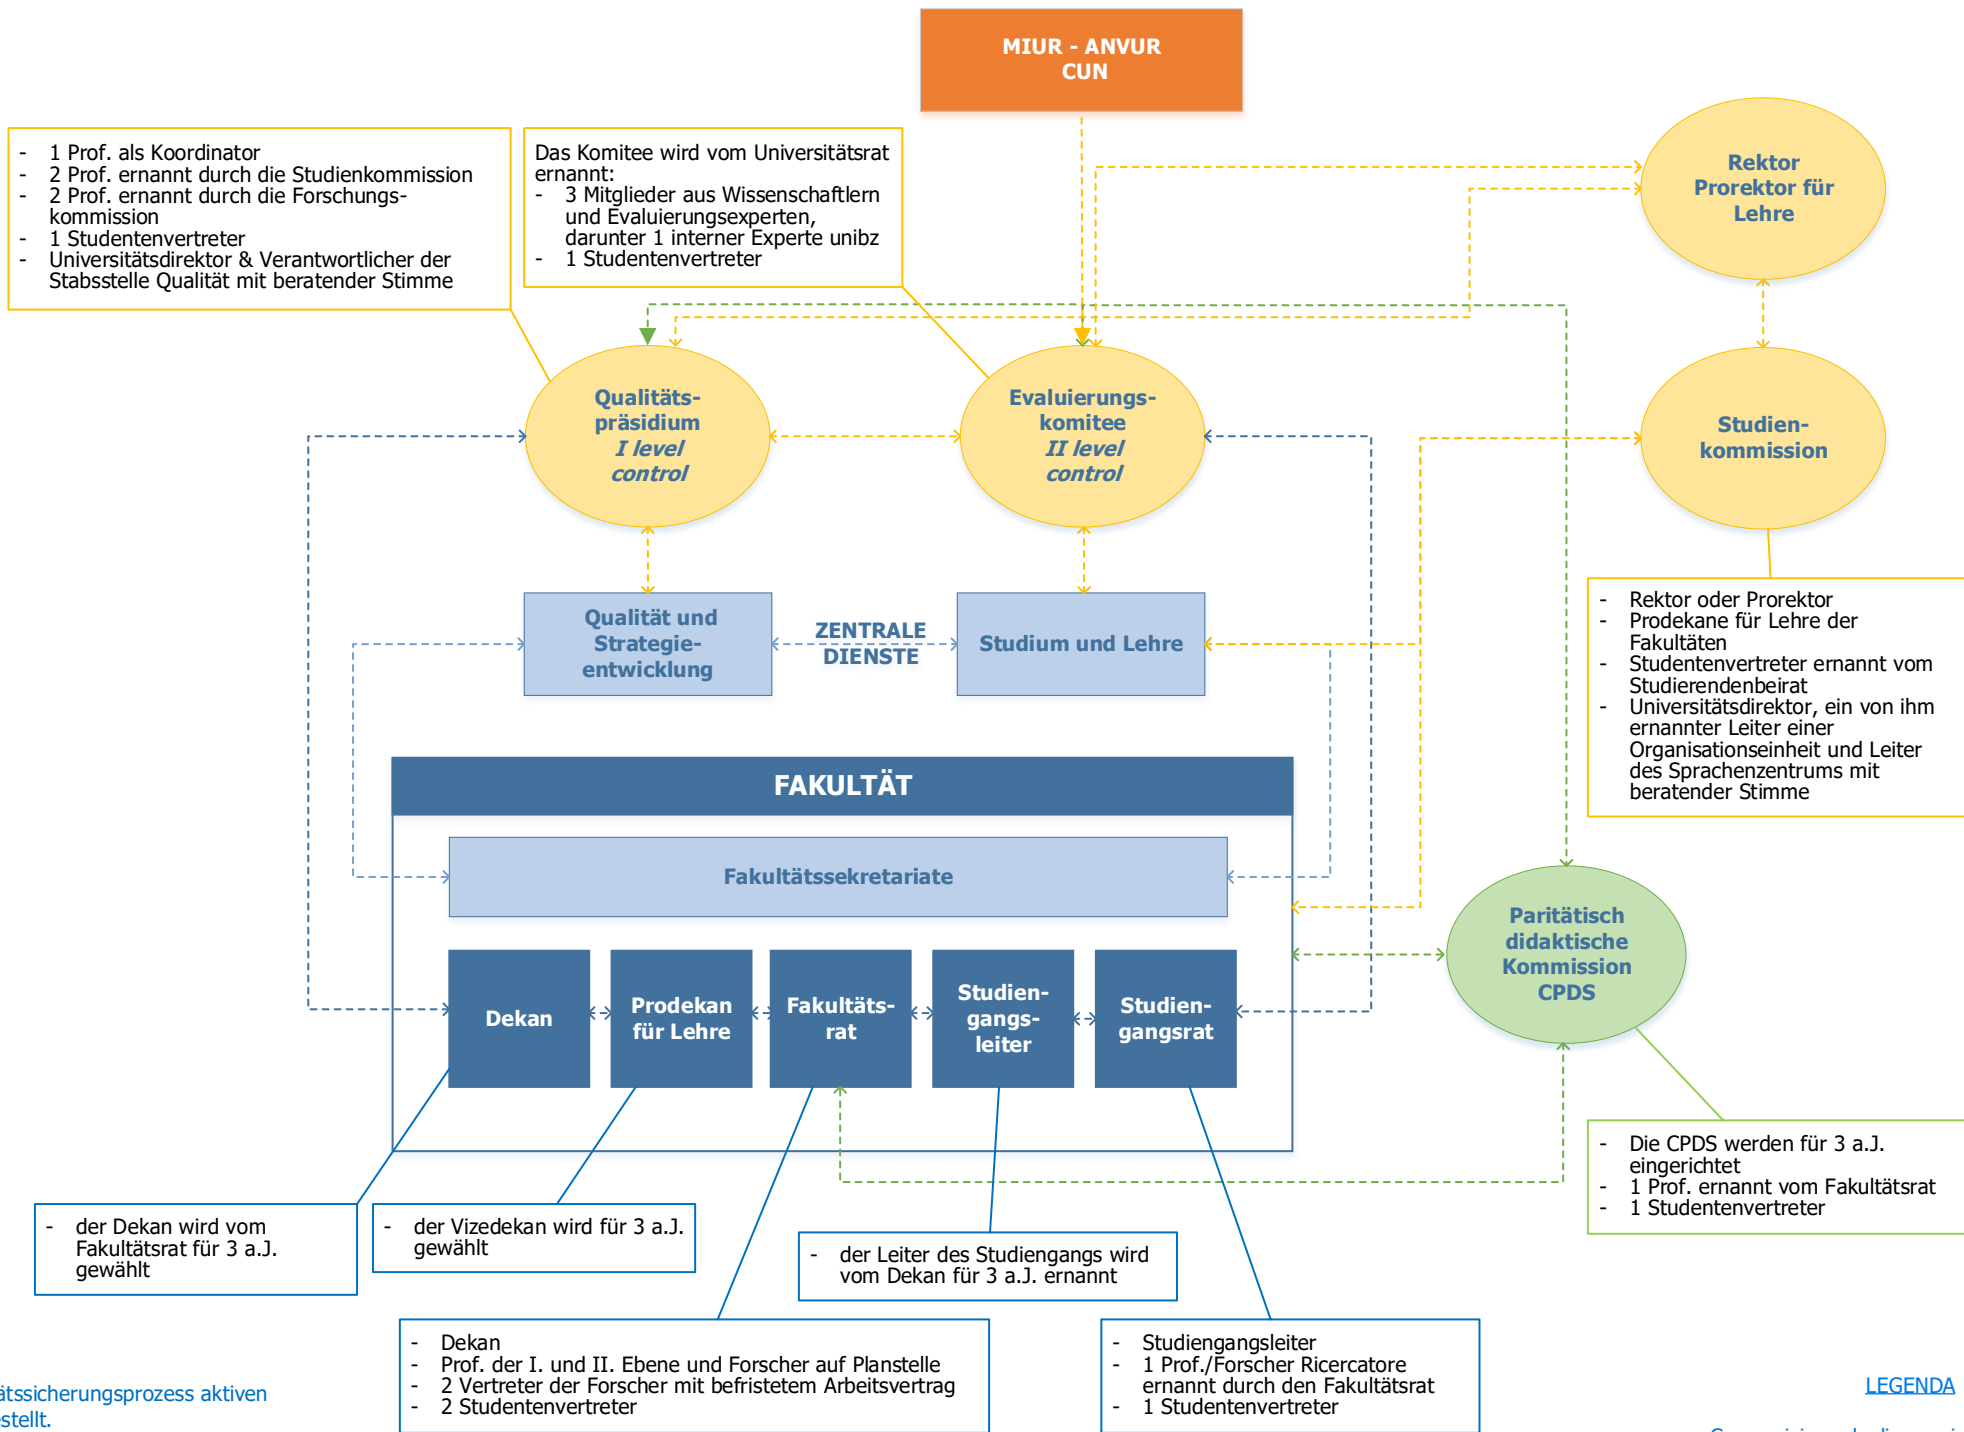 MIUR - ANVUR
CUN
- 1 Prof. als Koordinator
- 2 Prof. ernannt durch die Studienkommission
- 2 Prof. ernannt durch die Forschungs-
kommission
- 1 Studentenvertreter
- Universitätsdirektor & Verantwortlicher der
Stabsstelle Qualität mit beratender Stimme
Das Komitee wird vom Universitätsrat
ernannt:
- 3 Mitglieder aus Wissenschaftlern
und Evaluierungsexperten,
darunter 1 interner Experte unibz
- 1 Studentenvertreter
Rektor
Prorektor für
Lehre
Qualitäts-
präsidium
I level
control
Evaluierungs-
komitee
II level
control
Studien-
kommission
Qualität und
Strategie-
entwicklung
ZENTRALE
DIENSTE
Studium und Lehre
- Rektor oder Prorektor
- Prodekane für Lehre der
Fakultäten
- Studentenvertreter ernannt vom
Studierendenbeirat
- Universitätsdirektor, ein von ihm
ernannter Leiter einer
Organisationseinheit und Leiter
des Sprachenzentrums mit
beratender Stimme
FAKULTÄT
Fakultätssekretariate
Dekan
Prodekan
für Lehre
Fakultäts-
rat
Studien-
gangs-
leiter
Studien-
gangsrat
Paritätisch
didaktische
Kommission
CPDS
- Die CPDS werden für 3 a.J.
eingerichtet
- 1 Prof. ernannt vom Fakultätsrat
- 1 Studentenvertreter
- der Dekan wird vom
Fakultätsrat für 3 a.J.
gewählt
- der Vizedekan wird für 3 a.J.
gewählt
- der Leiter des Studiengangs wird
vom Dekan für 3 a.J. ernannt
- Dekan
- Prof. der I. und II. Ebene und Forscher auf Planstelle
- 2 Vertreter der Forscher mit befristetem Arbeitsvertrag
- 2 Studentenvertreter
- Studiengangsleiter
- 1 Prof./Forscher Ricercatore
ernannt durch den Fakultätsrat
- 1 Studentenvertreter
ätssicherungsprozess aktiven
stellt.
LEGENDA